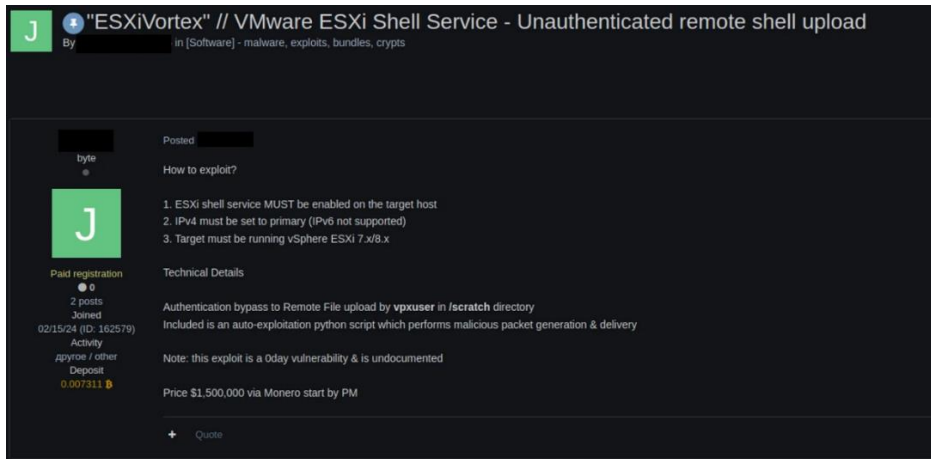 J
"ESXiVortex" // VMware ESXi Shell Service - Unauthenticated remote shell upload
By in [Software] - malware, exploits, bundles, crypts
byte
J
Paid registration
0
2 posts
Joined
02/15/24 (ID: 162579)
Activity
другое / other
Deposit
0.007311 ₿
Posted
How to exploit?
1. ESXi shell service MUST be enabled on the target host
2. IPv4 must be set to primary (IPv6 not supported)
3. Target must be running vSphere ESXi 7.x/8.x
Technical Details
Authentication bypass to Remote File upload by vpxuser in /scratch directory
Included is an auto-exploitation python script which performs malicious packet generation & delivery
Note: this exploit is a 0day vulnerability & is undocumented
Price $1,500,000 via Monero start by PM
+ Quote